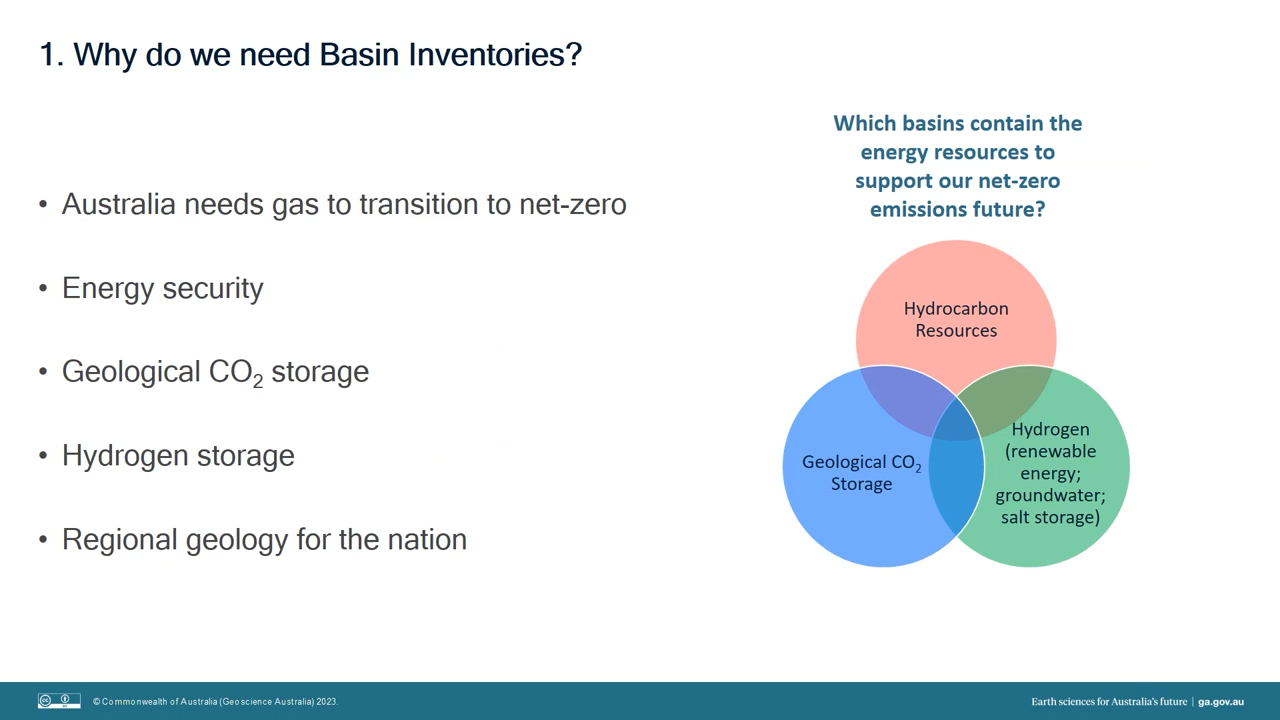 1. Why do we need Basin Inventories?
• Australia needs gas to transition to net-zero
• Energy security
• Geological CO₂ storage
• Hydrogen storage
• Regional geology for the nation
Which basins contain the
energy resources to
support our net-zero
emissions future?
Hydrocarbon
Resources
Geological CO₂
Storage
Hydrogen
(renewable
energy;
groundwater;
salt storage)
cc BY
© Commonwealth of Australia (Geoscience Australia) 2023.
Earth sciences for Australia's future | ga.gov.au